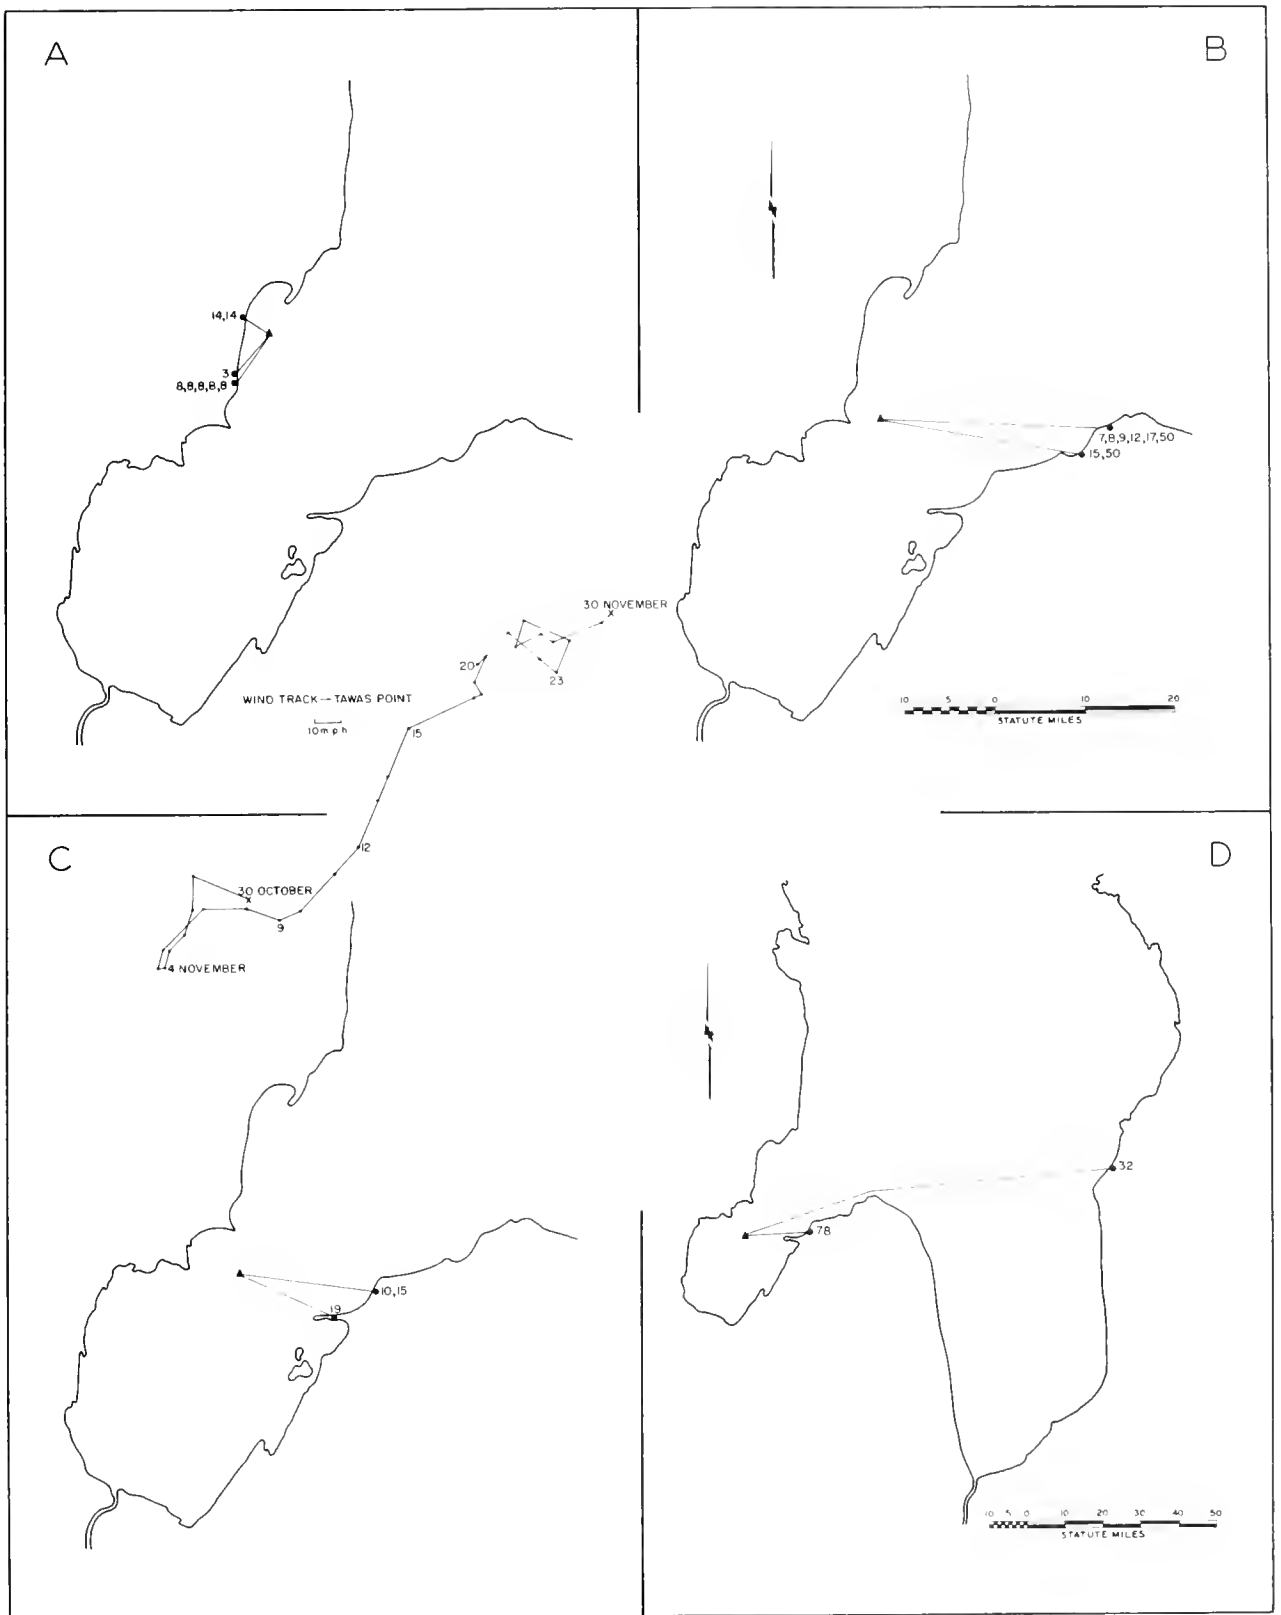 A
B
14,14
3
8,8,8,8,8
7,8,9,12,17,50
15,50
30 NOVEMBER
X
20
23
WIND TRACK—TAWAS POINT
10 mph
15
10 5 0 10 20
STATUTE MILES
C
D
12
30 OCTOBER
X
9
4 NOVEMBER
32
78
10,15
19
10 5 0 10 20 30 40 50
STATUTE MILES